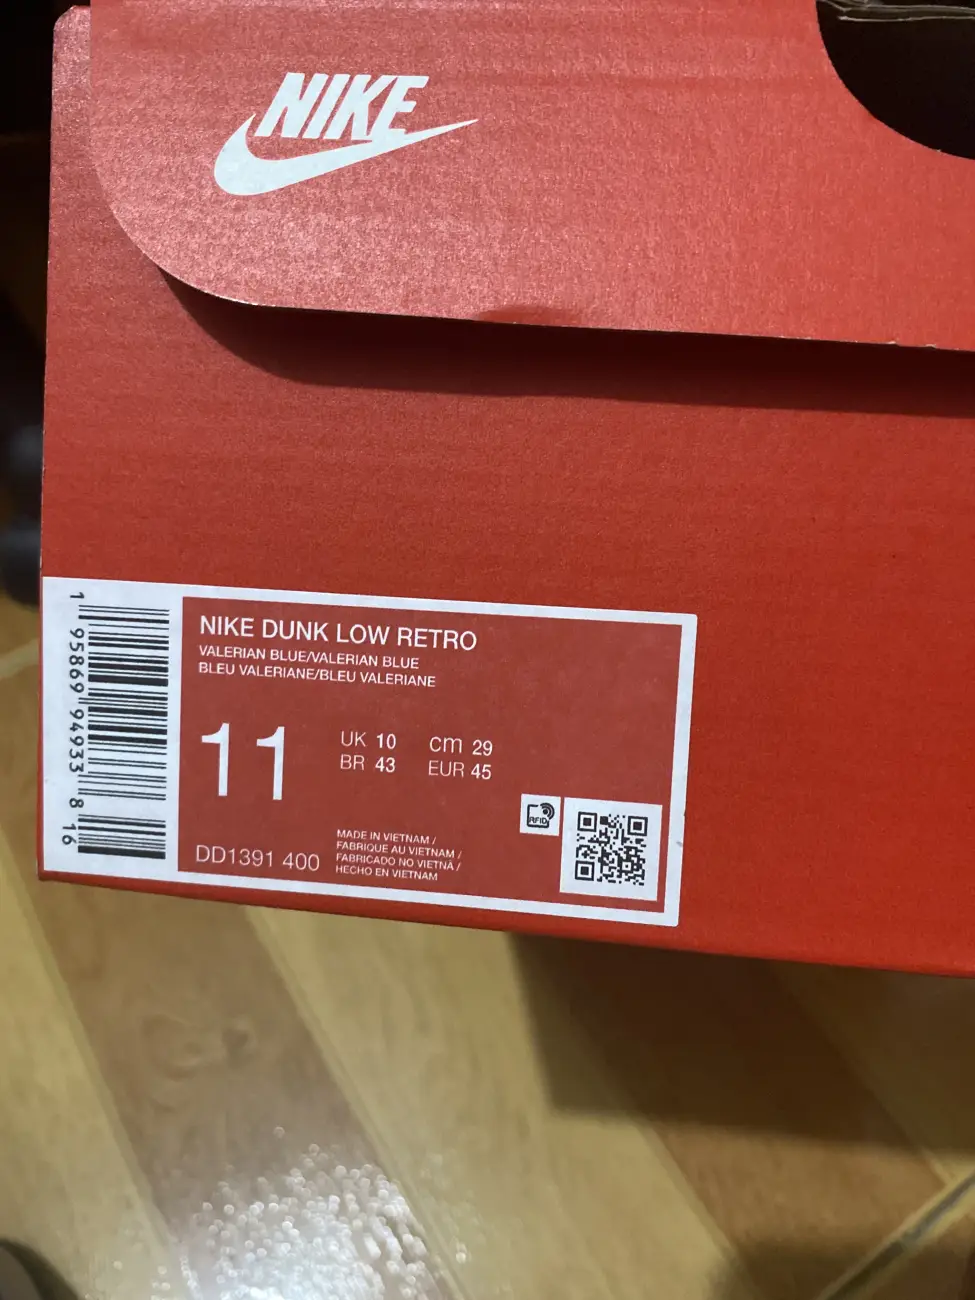 NIKE
NIKE DUNK LOW RETRO
VALERIAN BLUE/VALERIAN BLUE
BLEU VALERIANE/BLEU VALERIANE
11
UK 10 cm 29
BR 43 EUR 45
RFID
MADE IN VIETNAM /
FABRIQUE AU VIETNAM /
FABRICADO NO VIETNÃ /
HECHO EN VIETNAM
DD1391 400
1 95869 94933 8 16